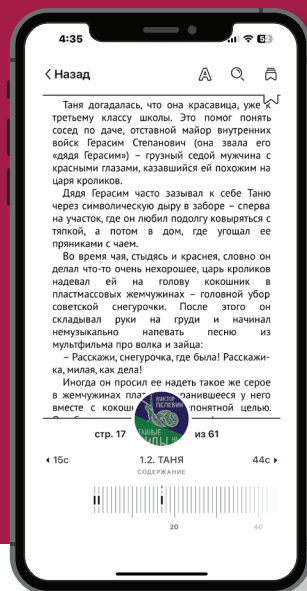 4:35
52
Назад
Таня догадалась, что она красавица, уже к
третьему классу школы. Это помог понять
сосед по даче, отставной майор внутренних
войск Герасим Степанович (она звала его
«дядя Герасим») – грузный седой мужчина с
красными глазами, казавшийся ей похожим на
царя кроликов.
Дядя Герасим часто зазывал к себе Таню
через символическую дыру в заборе – сперва
на участок, где он любил подолгу ковыряться с
тяпкой, а потом в дом, где угощал ее
пряниками с чаем.
Во время чая, стыдясь и краснея, словно он
делал что-то очень нехорошее, царь кроликов
надевал ей на голову кокошник в
пластмассовых жемчужинах – головной убор
советской снегурочки. После этого он
складывал руки на груди и начинал
немузыкально напевать песню из
мультфильма про волка и зайца:
– Расскажи, снегурочка, где была! Расскажи-
ка, милая, как дела!
Иногда он просил ее надеть такое же серое
в жемчужинах хранившееся у него
вместе с непонятной целью.
ВИКТОР
ПЕЛЕВИН
ТАЙНЫЕ
стр. 17 из 61
15с 1.2. ТАНЯ 44с
СОДЕРЖАНИЕ
20 40